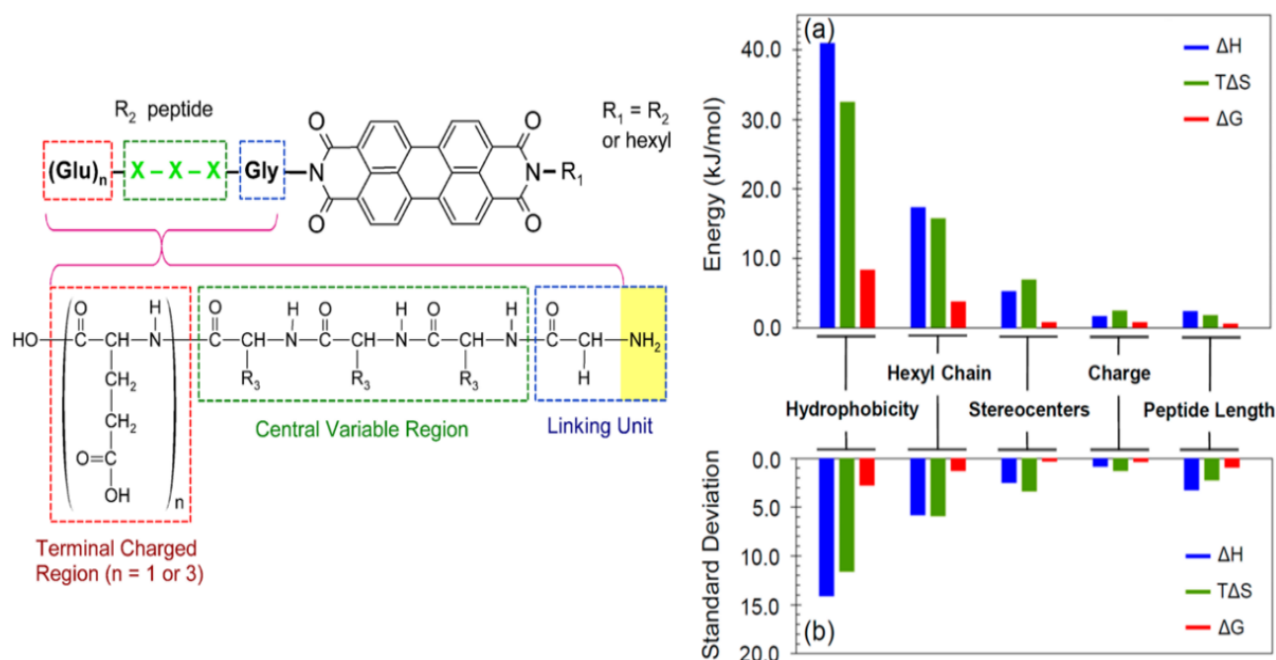 R2 peptide
R1 = R2
or hexyl
(Glu)n
X – X – X
Gly
N
O
O
O
O
N
R1
HO
O
C
CH
H
N
CH2
CH2
O=C
OH
n
O
C
CH
R3
H
N
O
C
CH
R3
H
N
O
C
CH
R3
H
N
O
C
CH
H
NH2
Central Variable Region
Linking Unit
Terminal Charged
Region (n = 1 or 3)
(a)
Energy (kJ/mol)
40.0
30.0
20.0
10.0
0.0
ΔH
TΔS
ΔG
Hexyl Chain
Charge
Hydrophobicity
Stereocenters
Peptide Length
Standard Deviation
0.0
5.0
10.0
15.0
20.0
(b)
ΔH
TΔS
ΔG